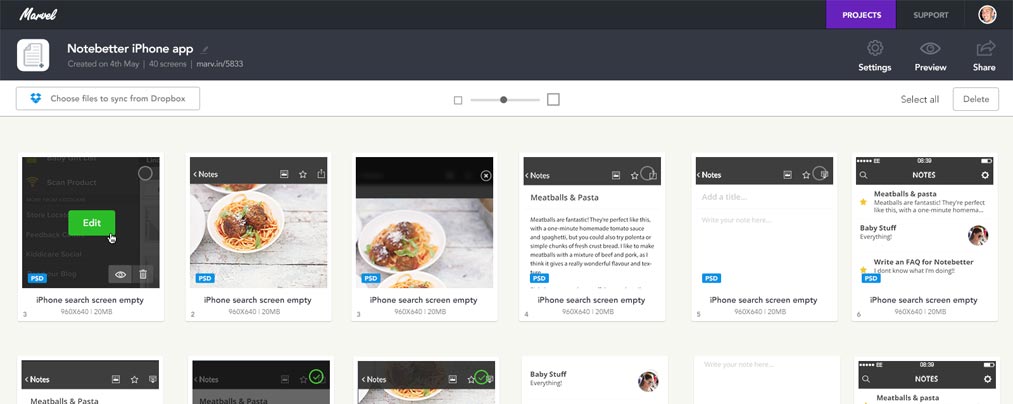 Marvel
PROJECTS
SUPPORT
Notebetter iPhone app
Created on 4th May | 40 screens | marv.in/5833
Settings
Preview
Share
Choose files to sync from Dropbox
Select all
Delete
Scan Product
Store Locat
Edit
Feedback C
Kiddicare Social
ur Blog
PSD
iPhone search screen empty
960X640 | 20MB
3
Notes
iPhone search screen empty
960X640 | 20MB
2
iPhone search screen empty
960X640 | 20MB
3
Notes
Meatballs & Pasta
Meatballs are fantastic! They're perfect like this,
with a one-minute homemade tomato sauce
and spaghetti, but you could also try polenta or
simple chunks of fresh crust bread. I like to make
meatballs with a mixture of beef and pork, as I
think it gives a really wonderful flavour and tex-
ture.
PSD
iPhone search screen empty
960X640 | 20MB
4
Notes
Add a title...
Write your note here...
PSD
iPhone search screen empty
960X640 | 20MB
5
EE
08:39
NOTES
Meatballs & pasta
Meatballs are fantastic! They're perfect
like this, with a one-minute homema...
Baby Stuff
Everything!
Write an FAQ for Notebetter
I dont know what I'm doing!!
PSD
iPhone search screen empty
960X640 | 20MB
6
Notes
Meatballs & Pasta
Notes
Meatballs & Pasta
Notes
Baby Stuff
Everything!
Write your note here...
EE
08:39
NOTES
Meatballs & pasta